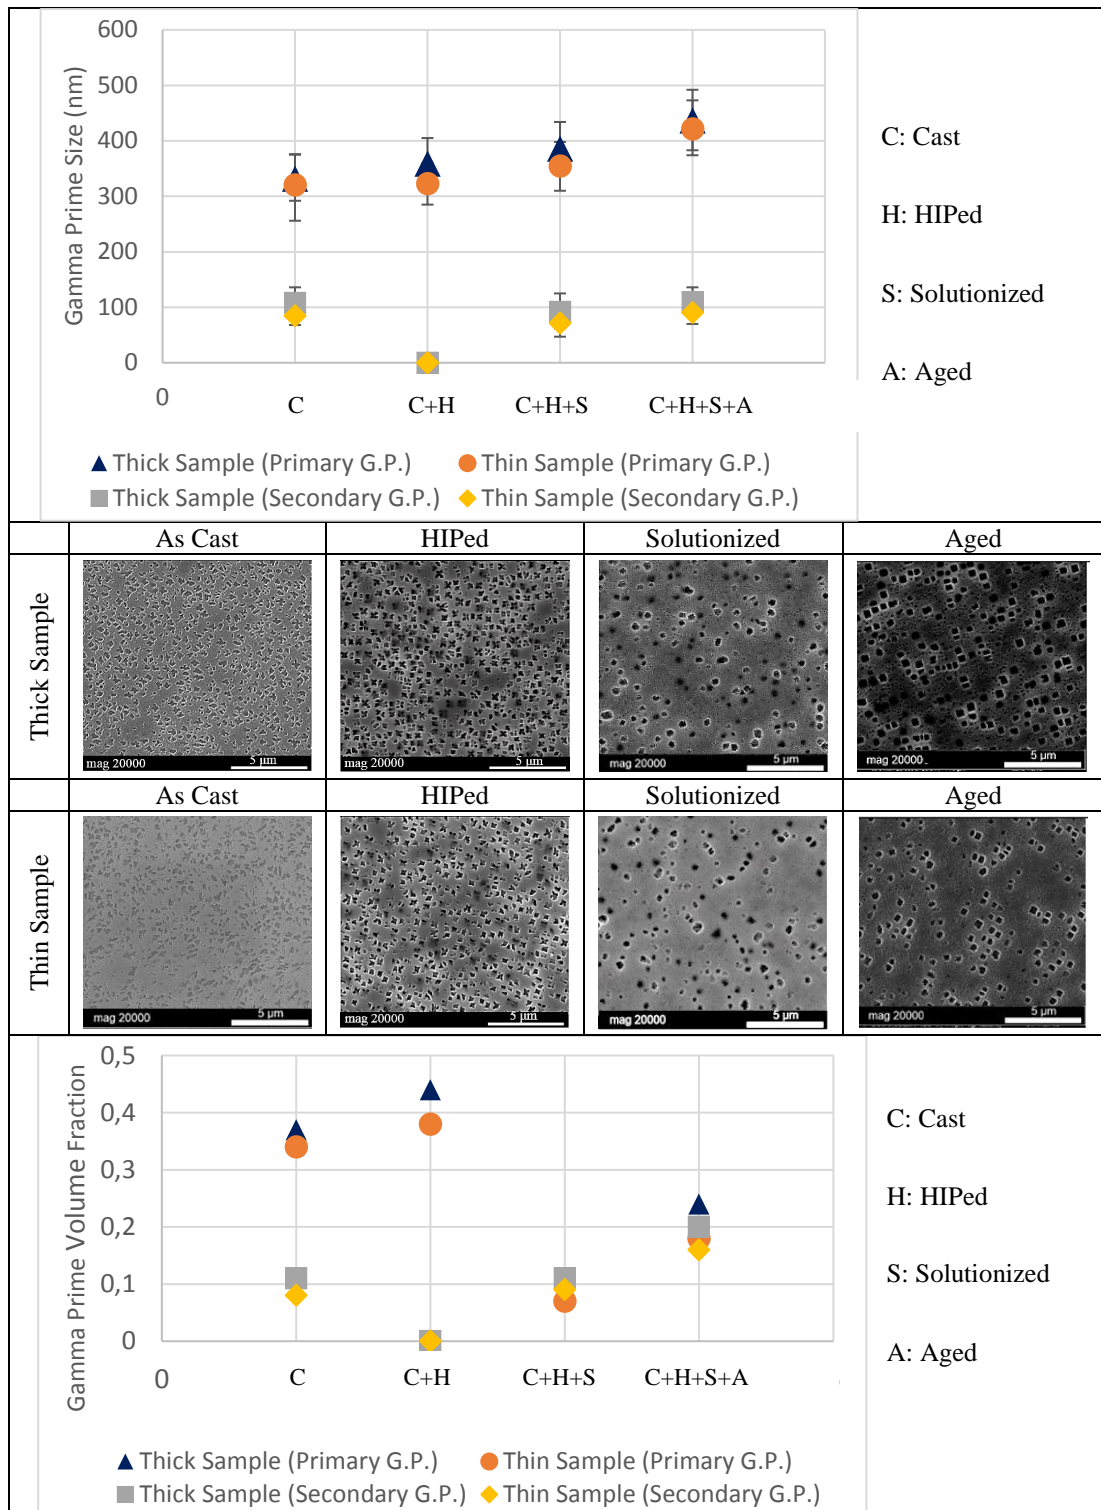 600
500
400
300
200
100
0
Gamma Prime Size (nm)
0
C C+H C+H+S C+H+S+A
C: Cast
H: HIPed
S: Solutionized
A: Aged
Thick Sample (Primary G.P.) Thin Sample (Primary G.P.)
Thick Sample (Secondary G.P.) Thin Sample (Secondary G.P.)
As Cast HIPed Solutionized Aged
Thick Sample
mag 20000 5 µm mag 20000 5 µm mag 20000 5 µm mag 20000 5 µm
As Cast HIPed Solutionized Aged
Thin Sample
mag 20000 5 µm mag 20000 5 µm mag 20000 5 µm mag 20000 5 µm
0,5
0,4
0,3
0,2
0,1
0
Gamma Prime Volume Fraction
0
C C+H C+H+S C+H+S+A
C: Cast
H: HIPed
S: Solutionized
A: Aged
Thick Sample (Primary G.P.) Thin Sample (Primary G.P.)
Thick Sample (Secondary G.P.) Thin Sample (Secondary G.P.)